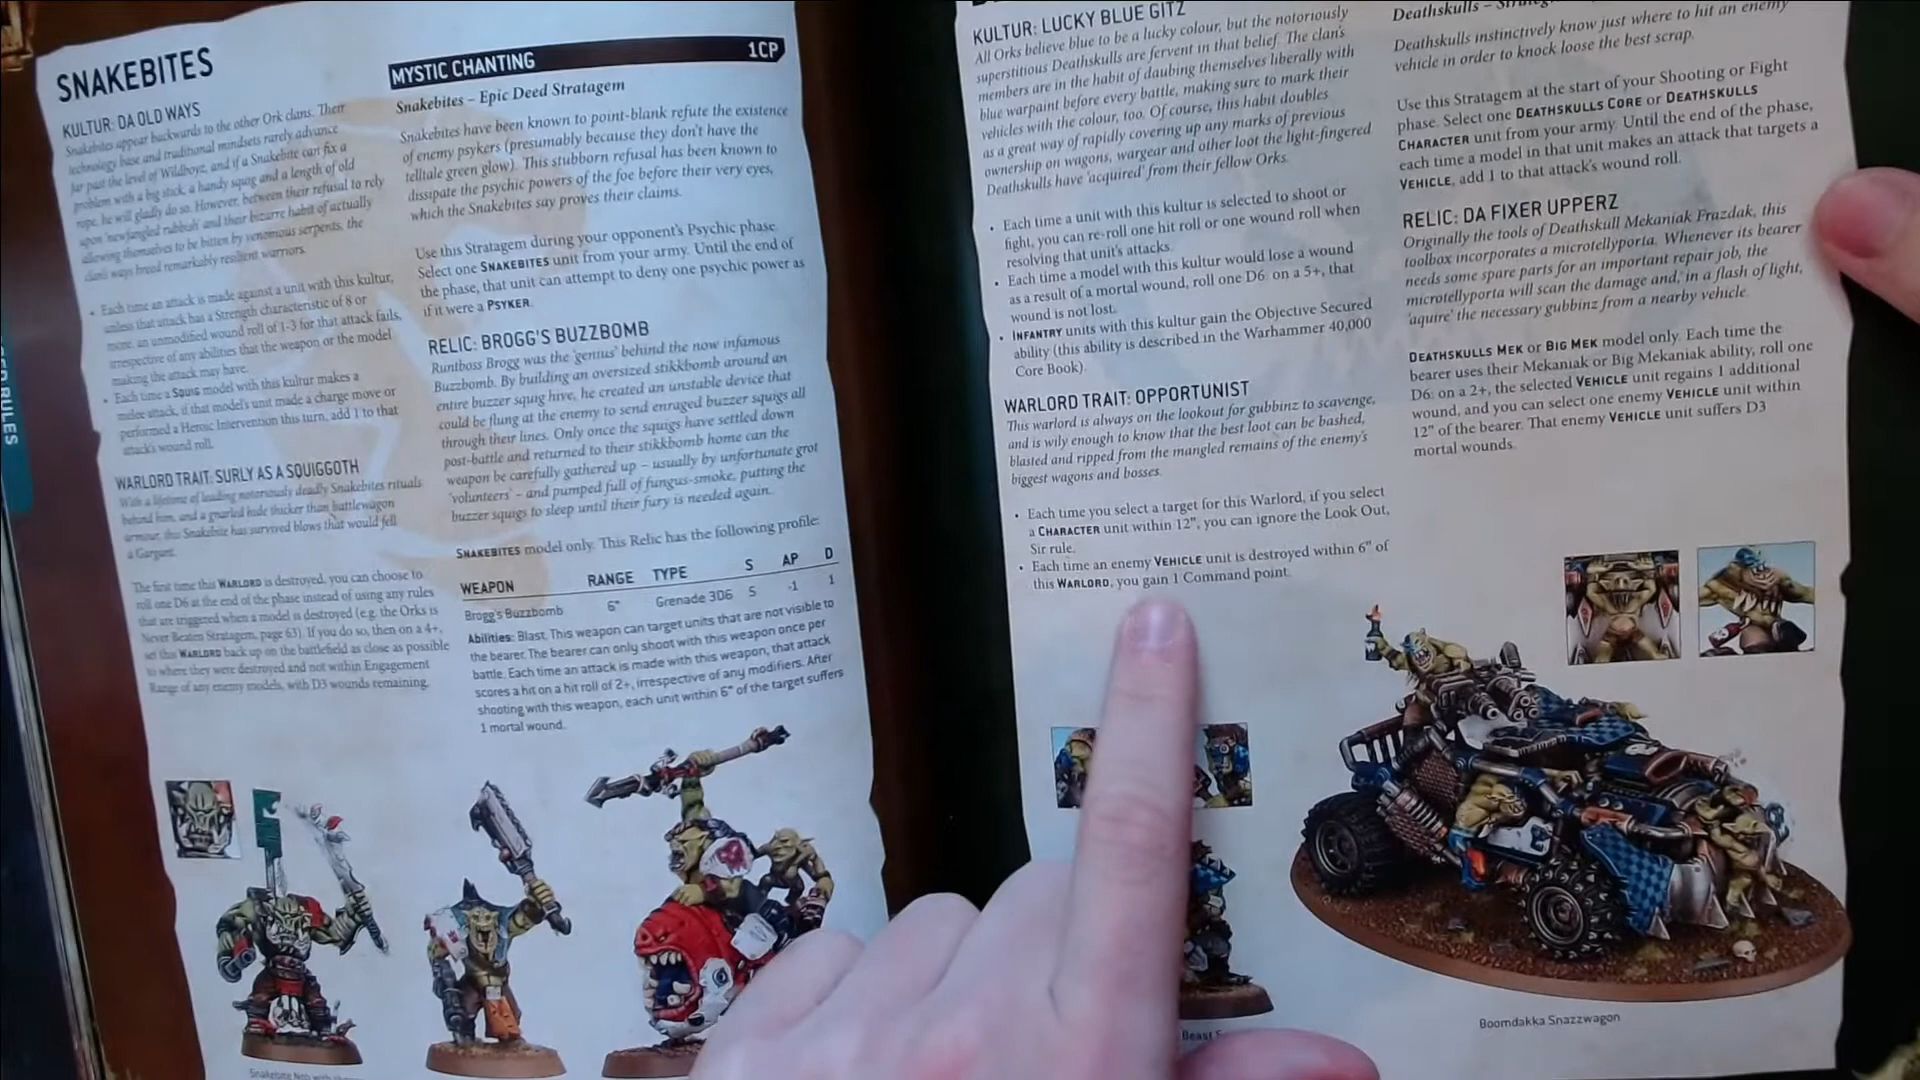 SNAKEBITES
KULTUR: DA OLD WAYS
Snakebites appear backwards to the other Ork clans. Their
technology base and traditional mindsets rarely advance
far past the level of Wildboyz, and if a Snakebite can't fix a
problem with a big stick, a handy squig and a length of old
rope, he will gladly do so. However, between their refusal to rely
upon 'newfangled rubbish' and their bizarre habit of actually
allowing themselves to be bitten by venomous serpents, the
clan's ways breed remarkably resilient warriors.
• Each time an attack is made against a unit with this kultur,
unless that attack has a Strength characteristic of 8 or
more, an unmodified wound roll of 1-3 for that attack fails,
irrespective of any abilities that the weapon or the model
making the attack may have.
• Each time a SQUIG model with this kultur makes a
melee attack, if that model's unit made a charge move or
performed a Heroic Intervention this turn, add 1 to that
attack's wound roll.
WARLORD TRAIT: SURLY AS A SQUIGGOTH
With a lifetime of leading notoriously deadly Snakebites rituals
behind him, and a gnarled hide thicker than battlewagon
armour, this Snakebite has survived blows that would fell
a Gargant.
The first time this WARLORD is destroyed, you can choose to
roll one D6 at the end of the phase instead of using any rules
that are triggered when a model is destroyed (e.g. the Orks is
Never Beaten Stratagem, page 63). If you do so, then on a 4+,
set this WARLORD back up on the battlefield as close as possible
to where they were destroyed and not within Engagement
Range of any enemy models, with D3 wounds remaining.
Snakebite Nob with
MYSTIC CHANTING 1CP
Snakebites – Epic Deed Stratagem
Snakebites have been known to point-blank refute the existence
of enemy psykers (presumably because they don't have the
telltale green glow). This stubborn refusal has been known to
dissipate the psychic powers of the foe before their very eyes,
which the Snakebites say proves their claims.
Use this Stratagem during your opponent's Psychic phase.
Select one SNAKEBITES unit from your army. Until the end of
the phase, that unit can attempt to deny one psychic power as
if it were a PSYKER.
RELIC: BROGG'S BUZZBOMB
Runtboss Brogg was the 'genius' behind the now infamous
Buzzbomb. By building an oversized stikkbomb around an
entire buzzer squig hive, he created an unstable device that
could be flung at the enemy to send enraged buzzer squigs all
through their lines. Only once the squigs have settled down
post-battle and returned to their stikkbomb home can the
weapon be carefully gathered up – usually by unfortunate grot
'volunteers' – and pumped full of fungus-smoke, putting the
buzzer squigs to sleep until their fury is needed again.
SNAKEBITES model only. This Relic has the following profile:
WEAPON RANGE TYPE S AP D
Brogg's Buzzbomb 6" Grenade 3D6 5 -1 1
Abilities: Blast. This weapon can target units that are not visible to
the bearer. The bearer can only shoot with this weapon once per
battle. Each time an attack is made with this weapon, that attack
scores a hit on a hit roll of 2+, irrespective of any modifiers. After
shooting with this weapon, each unit within 6" of the target suffers
1 mortal wound.
KULTUR: LUCKY BLUE GITZ
All Orks believe blue to be a lucky colour, but the notoriously
superstitious Deathskulls are fervent in that belief. The clan's
members are in the habit of daubing themselves liberally with
blue warpaint before every battle, making sure to mark their
vehicles with the colour, too. Of course, this habit doubles
as a great way of rapidly covering up any marks of previous
ownership on wagons, wargear and other loot the light-fingered
Deathskulls have 'acquired' from their fellow Orks.
• Each time a unit with this kultur is selected to shoot or
fight, you can re-roll one hit roll or one wound roll when
resolving that unit's attacks.
• Each time a model with this kultur would lose a wound
as a result of a mortal wound, roll one D6: on a 5+, that
wound is not lost.
• INFANTRY units with this kultur gain the Objective Secured
ability (this ability is described in the Warhammer 40,000
Core Book).
WARLORD TRAIT: OPPORTUNIST
This warlord is always on the lookout for gubbinz to scavenge,
and is wily enough to know that the best loot can be bashed,
blasted and ripped from the mangled remains of the enemy's
biggest wagons and bosses.
• Each time you select a target for this Warlord, if you select
a CHARACTER unit within 12", you can ignore the Look Out,
Sir rule.
• Each time an enemy VEHICLE unit is destroyed within 6" of
this WARLORD, you gain 1 Command point.
Beast S
Deathskulls –
Deathskulls instinctively know just where to hit an enemy
vehicle in order to knock loose the best scrap.
Use this Stratagem at the start of your Shooting or Fight
phase. Select one DEATHSKULLS CORE or DEATHSKULLS
CHARACTER unit from your army. Until the end of the phase,
each time a model in that unit makes an attack that targets a
VEHICLE, add 1 to that attack's wound roll.
RELIC: DA FIXER UPPERZ
Originally the tools of Deathskull Mekaniak Frazdak, this
toolbox incorporates a microtellyporta. Whenever its bearer
needs some spare parts for an important repair job, the
microtellyporta will scan the damage and, in a flash of light,
'aquire' the necessary gubbinz from a nearby vehicle.
DEATHSKULLS MEK or BIG MEK model only. Each time the
bearer uses their Mekaniak or Big Mekaniak ability, roll one
D6: on a 2+, the selected VEHICLE unit regains 1 additional
wound, and you can select one enemy VEHICLE unit within
12" of the bearer. That enemy VEHICLE unit suffers D3
mortal wounds.
Boomdakka Snazzwagon